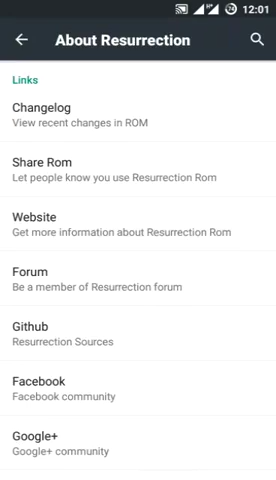 12:01
About Resurrection
Links
Changelog
View recent changes in ROM
Share Rom
Let people know you use Resurrection Rom
Website
Get more information about Resurrection Rom
Forum
Be a member of Resurrection forum
Github
Resurrection Sources
Facebook
Facebook community
Google+
Google+ community